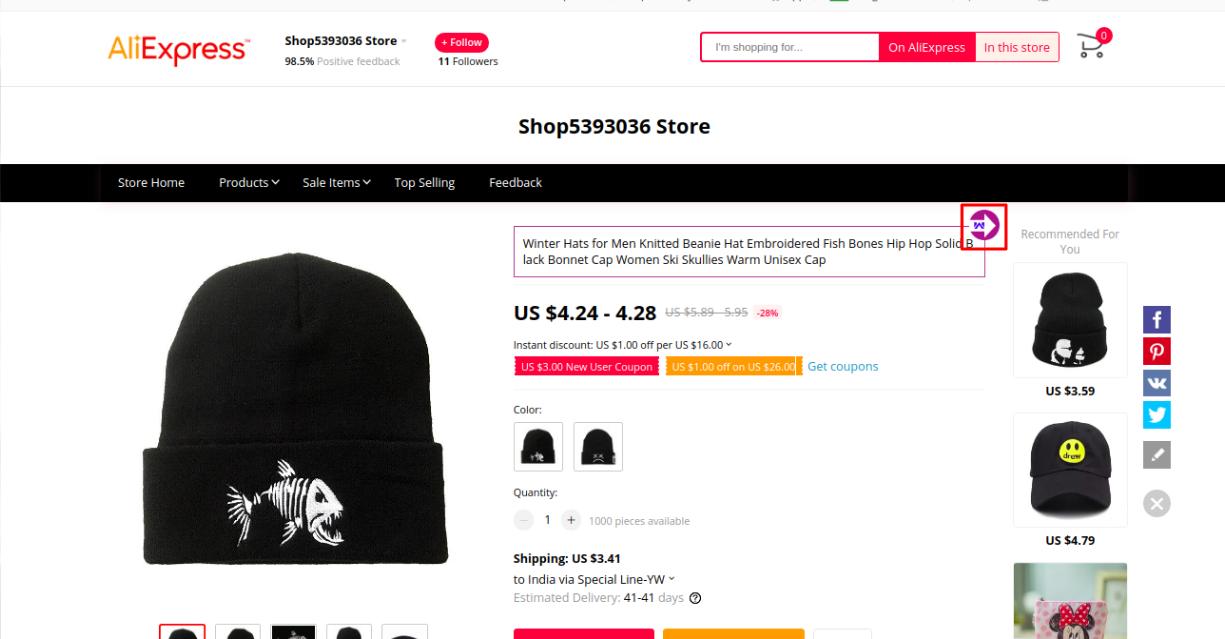 AliExpress™
Shop5393036 Store
98.5% Positive feedback
+ Follow
11 Followers
I'm shopping for...
On AliExpress
In this store
0
Shop5393036 Store
Store Home
Products
Sale Items
Top Selling
Feedback
Winter Hats for Men Knitted Beanie Hat Embroidered Fish Bones Hip Hop Solid B
lack Bonnet Cap Women Ski Skullies Warm Unisex Cap
US $4.24 - 4.28 US $5.89 - 5.95 -28%
Instant discount: US $1.00 off per US $16.00
US $3.00 New User Coupon
US $1.00 off on US $26.00
Get coupons
Color:
Quantity:
1
1000 pieces available
Shipping: US $3.41
to India via Special Line-YW
Estimated Delivery: 41-41 days
Recommended For
You
US $3.59
drew
US $4.79